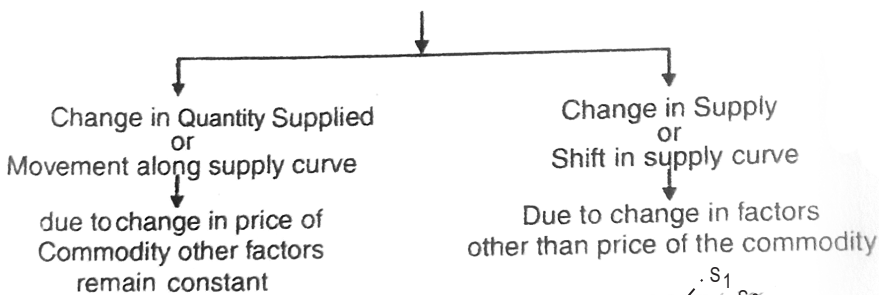 Change in Quantity Supplied
or
Movement along supply curve
due to change in price of
Commodity other factors
remain constant
Change in Supply
or
Shift in supply curve
Due to change in factors
other than price of the commodity
S1